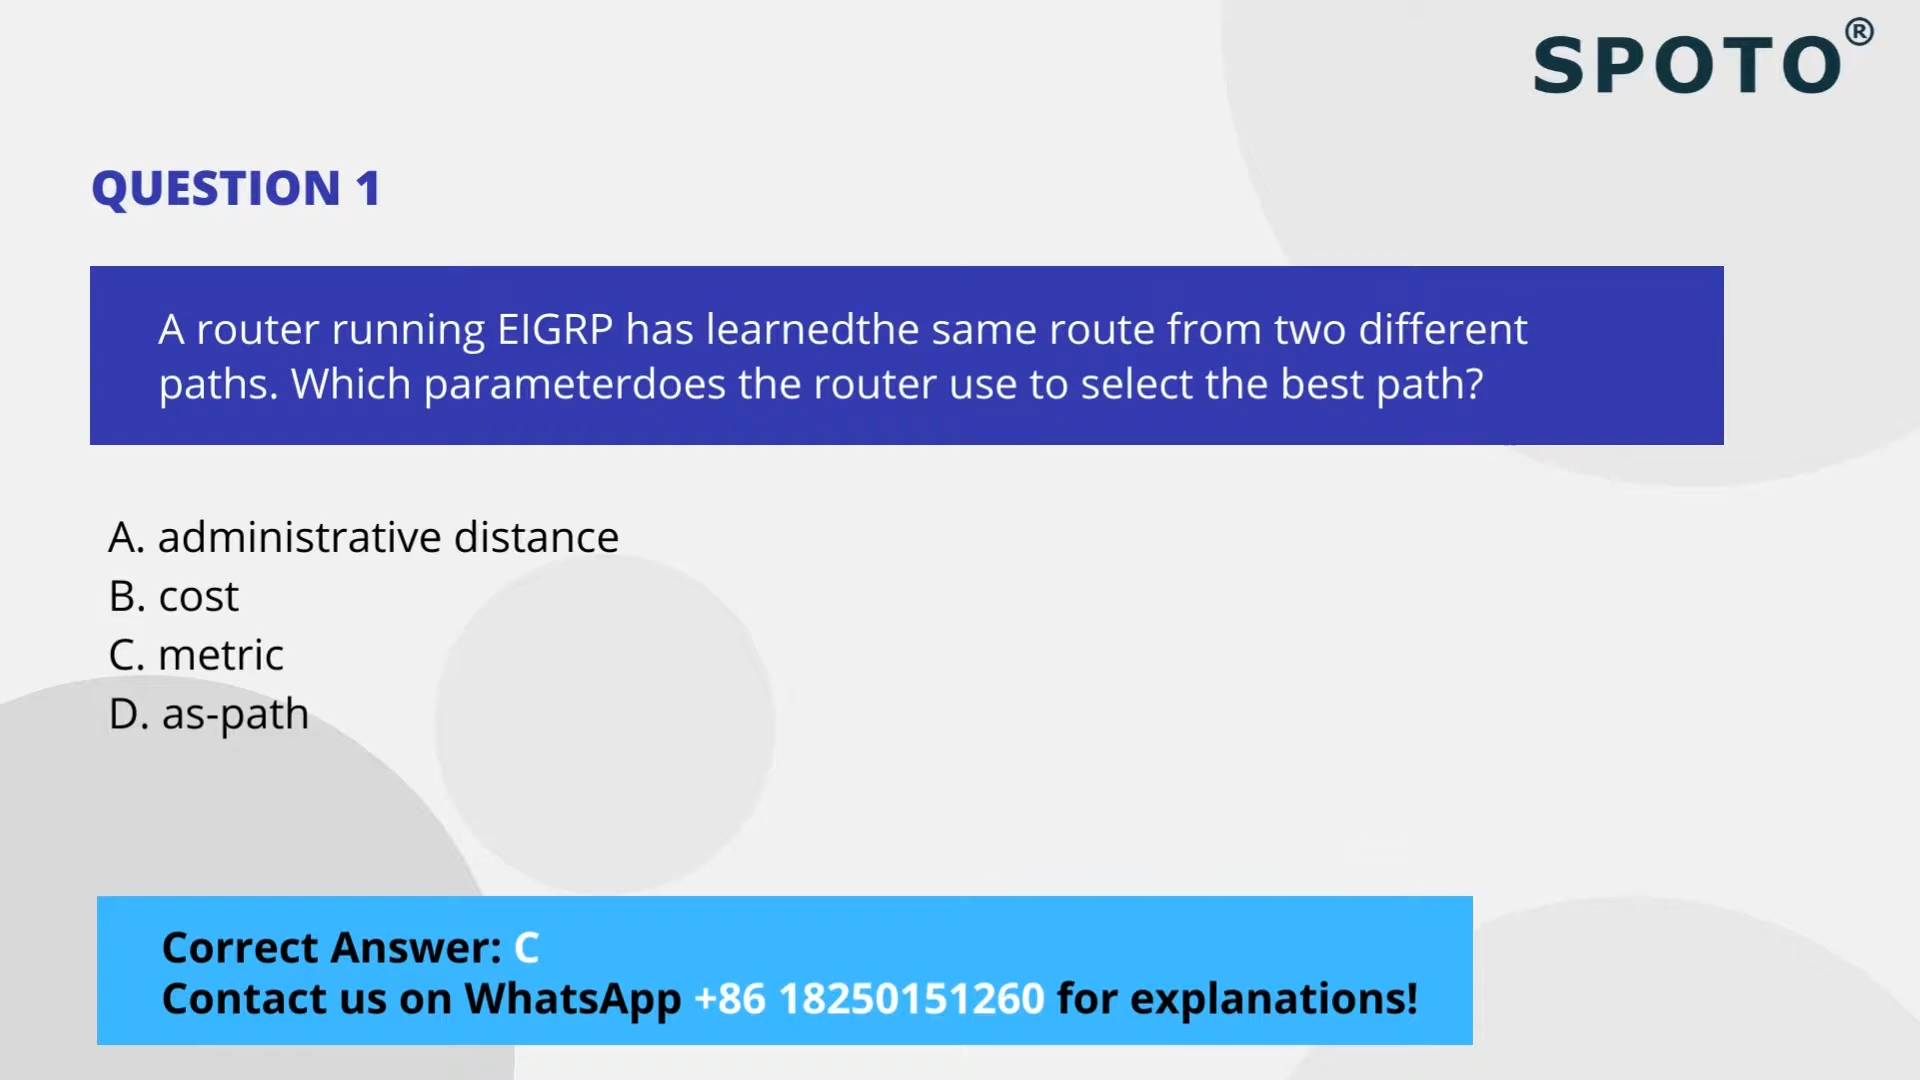 SPOTO®
QUESTION 1
A router running EIGRP has learnedthe same route from two different
paths. Which parameterdoes the router use to select the best path?
A. administrative distance
B. cost
C. metric
D. as-path
Correct Answer: C
Contact us on WhatsApp +86 18250151260 for explanations!